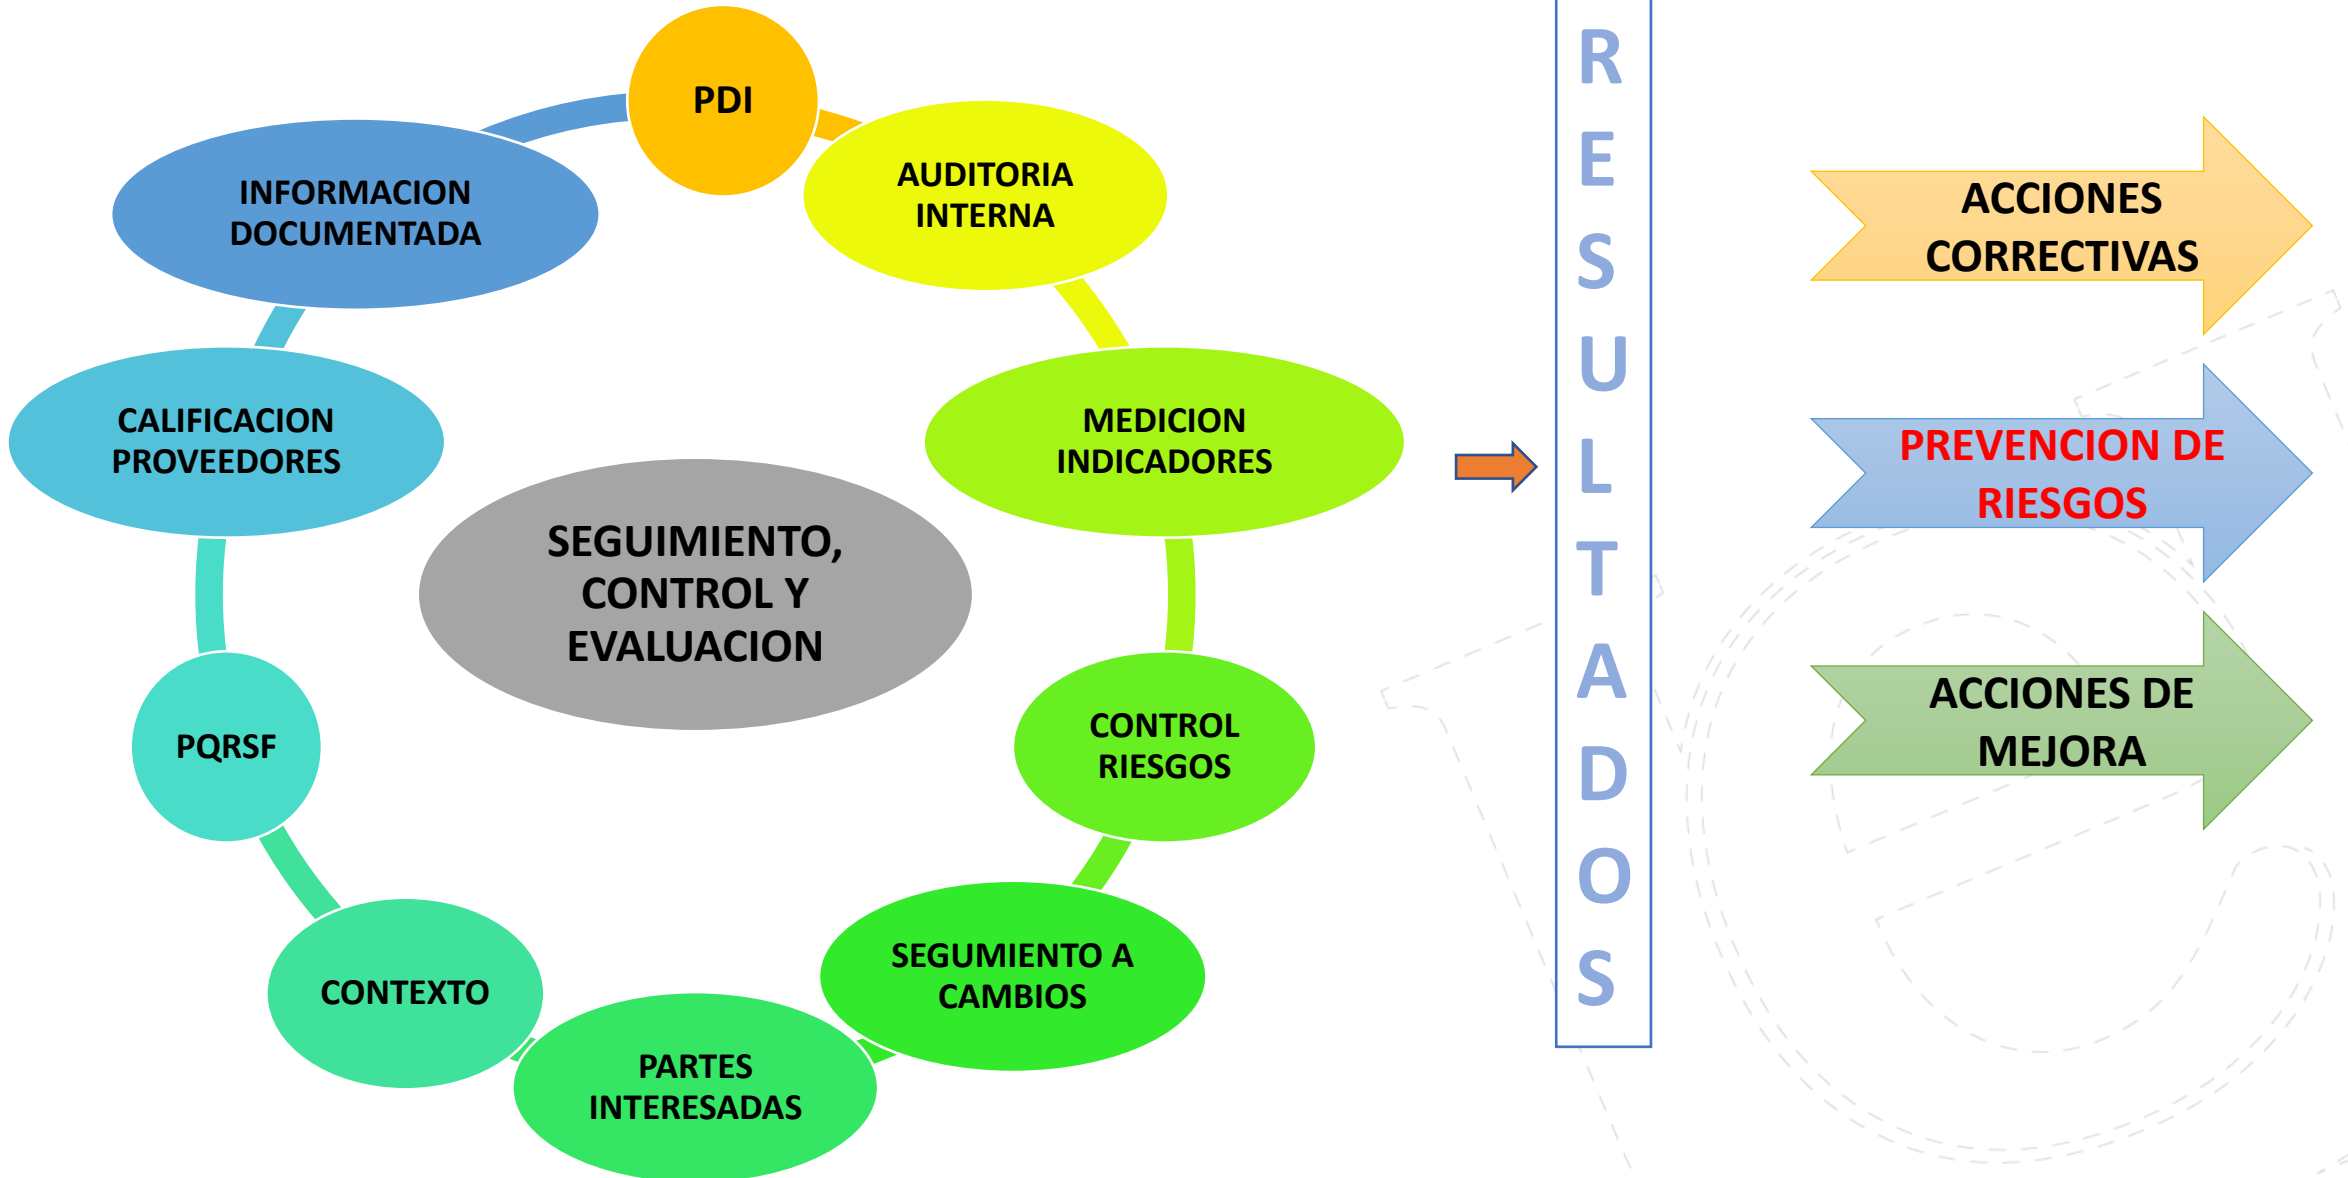 PDI
AUDITORIA
INTERNA
MEDICION
INDICADORES
CONTROL
RIESGOS
SEGUMIENTO A
CAMBIOS
PARTES
INTERESADAS
CONTEXTO
PQRSF
CALIFICACION
PROVEEDORES
INFORMACION
DOCUMENTADA
SEGUIMIENTO,
CONTROL Y
EVALUACION
R
E
S
U
L
T
A
D
O
S
ACCIONES
CORRECTIVAS
PREVENCION DE
RIESGOS
ACCIONES DE
MEJORA